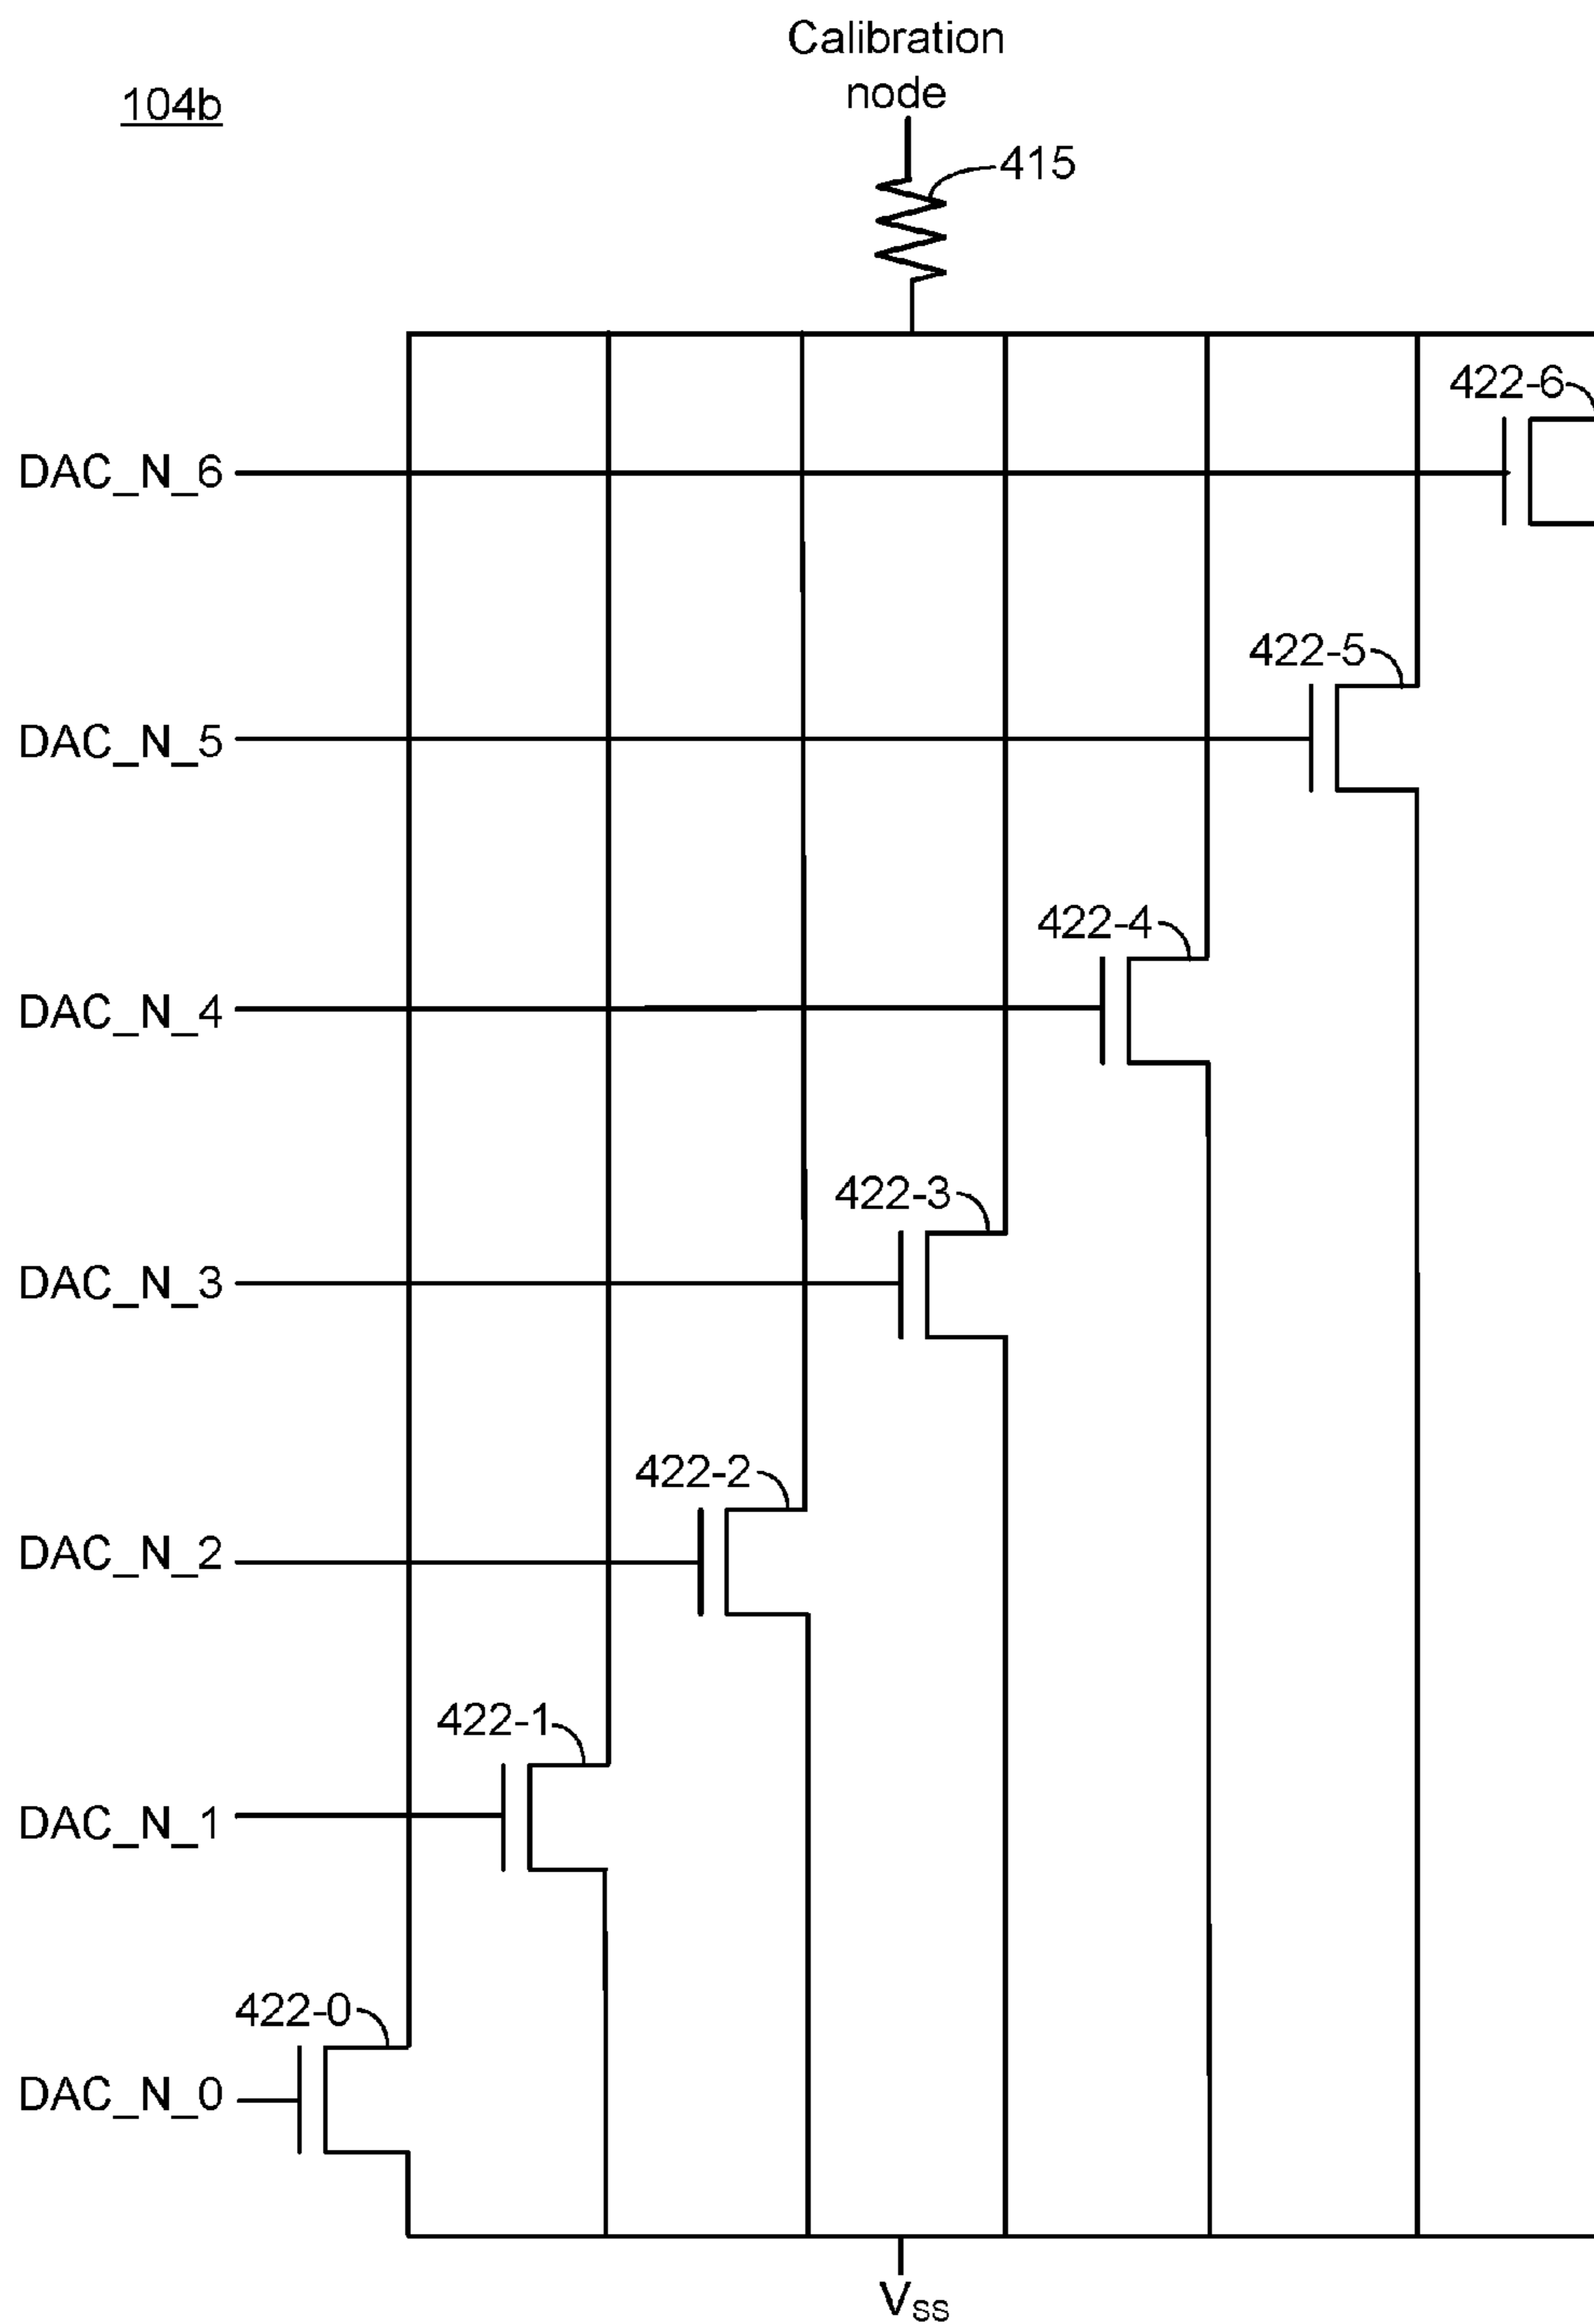 Calibration
node
104b
415
422-6
DAC_N_6
422-5
DAC_N_5
422-4
DAC_N_4
422-3
DAC_N_3
422-2
DAC_N_2
422-1
DAC_N_1
422-0
DAC_N_0
VSS